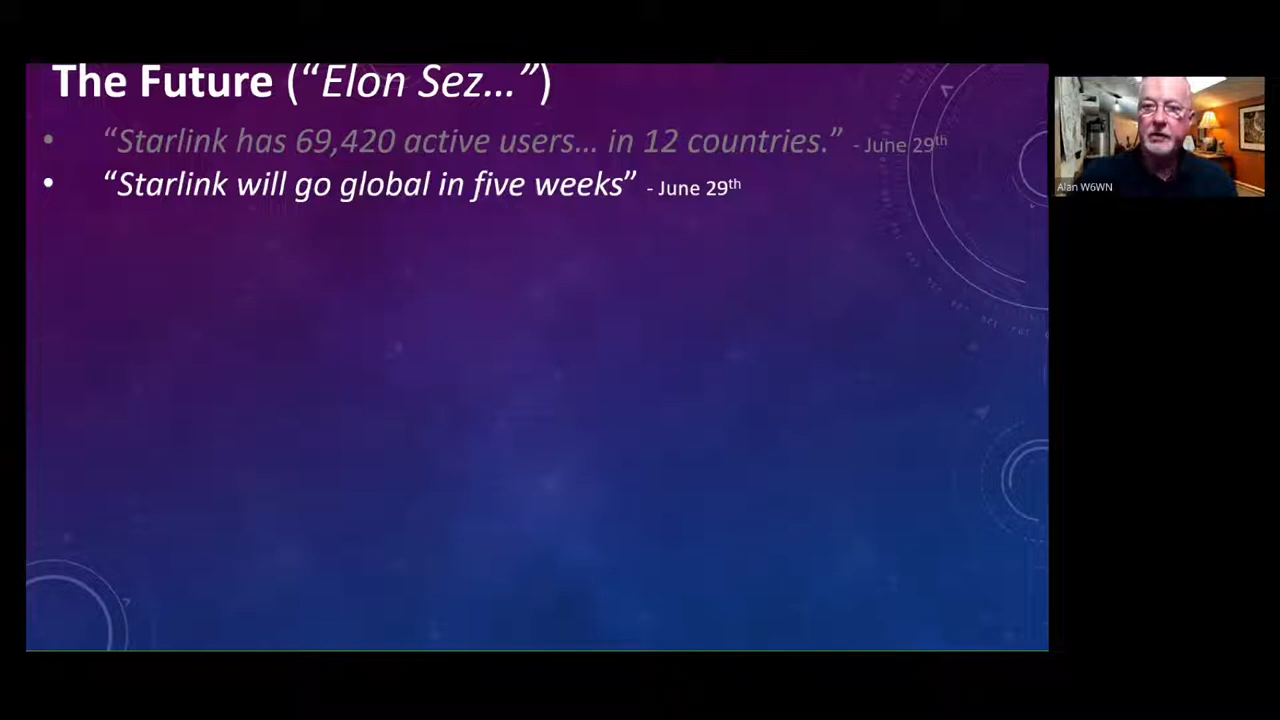 The Future (“Elon Sez…”)
• “Starlink has 69,420 active users… in 12 countries.” - June 29th
• “Starlink will go global in five weeks” - June 29th
Alan W6WN